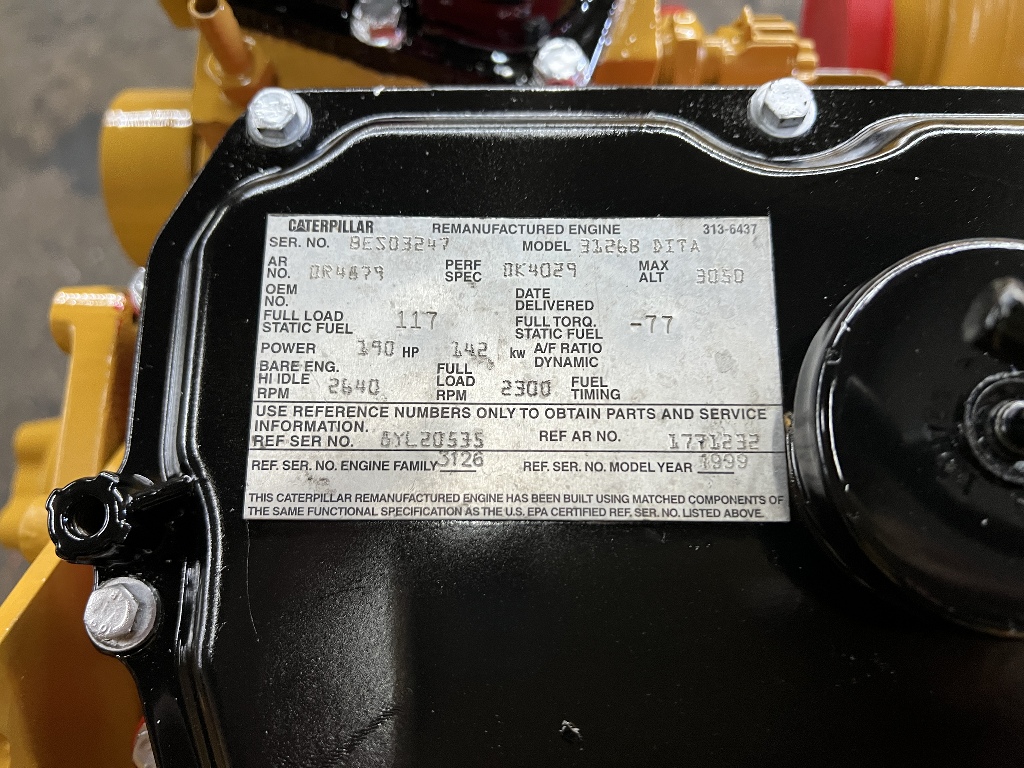 CATERPILLAR REMANUFACTURED ENGINE 313-6437
SER. NO. BES03247 MODEL 3126B DITA
AR NO. 0R4879 PERF SPEC 0K4029 MAX ALT 3050
OEM NO. DATE DELIVERED
FULL LOAD STATIC FUEL 117 FULL TORQ. STATIC FUEL -77
POWER 190 HP 142 kw A/F RATIO DYNAMIC
BARE ENG. HI IDLE RPM 2640 FULL LOAD RPM 2300 FUEL TIMING
USE REFERENCE NUMBERS ONLY TO OBTAIN PARTS AND SERVICE
INFORMATION.
REF SER NO. 6YL20535 REF AR NO. 1771232
REF. SER. NO. ENGINE FAMILY 3126 REF. SER. NO. MODEL YEAR 1999
THIS CATERPILLAR REMANUFACTURED ENGINE HAS BEEN BUILT USING MATCHED COMPONENTS OF
THE SAME FUNCTIONAL SPECIFICATION AS THE U.S. EPA CERTIFIED REF, SER. NO. LISTED ABOVE.